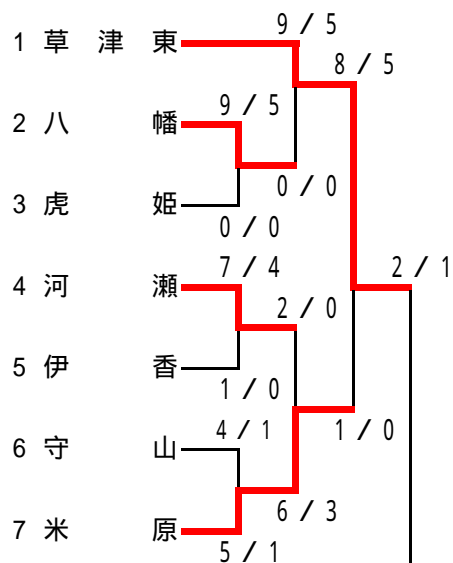 9 / 5
1 草津東
8 / 5
9 / 5
2 八幡
0 / 0
3 虎姫
0 / 0
7 / 4
2 / 1
4 河瀬
2 / 0
5 伊香
1 / 0
4 / 1
1 / 0
6 守山
6 / 3
7 米原
5 / 1